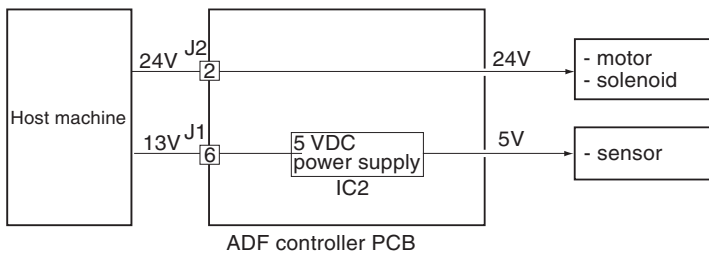 J2
24V
2
24V
- motor
- solenoid
Host machine
J1
13V
6
5 VDC
power supply
IC2
5V
- sensor
ADF controller PCB